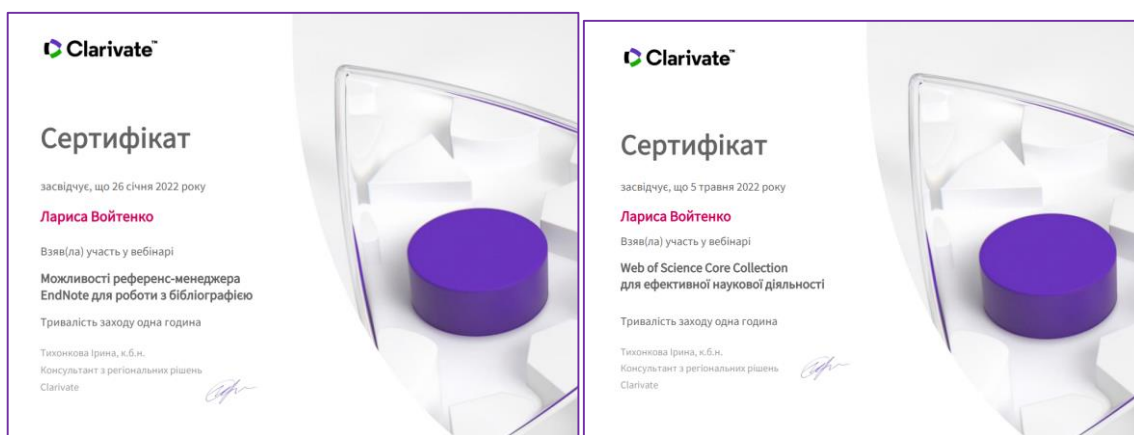 Clarivate™
Сертифікат
засвідчує, що 26 січня 2022 року
Лариса Войтенко
Взяв(ла) участь у вебінарі
Можливості референс-менеджера
EndNote для роботи з бібліографією
Тривалість заходу одна година
Тихонкова Ірина, к.б.н.
Консультант з регіональних рішень
Clarivate
Clarivate™
Сертифікат
засвідчує, що 5 травня 2022 року
Лариса Войтенко
Взяв(ла) участь у вебінарі
Web of Science Core Collection
для ефективної наукової діяльності
Тривалість заходу одна година
Тихонкова Ірина, к.б.н.
Консультант з регіональних рішень
Clarivate